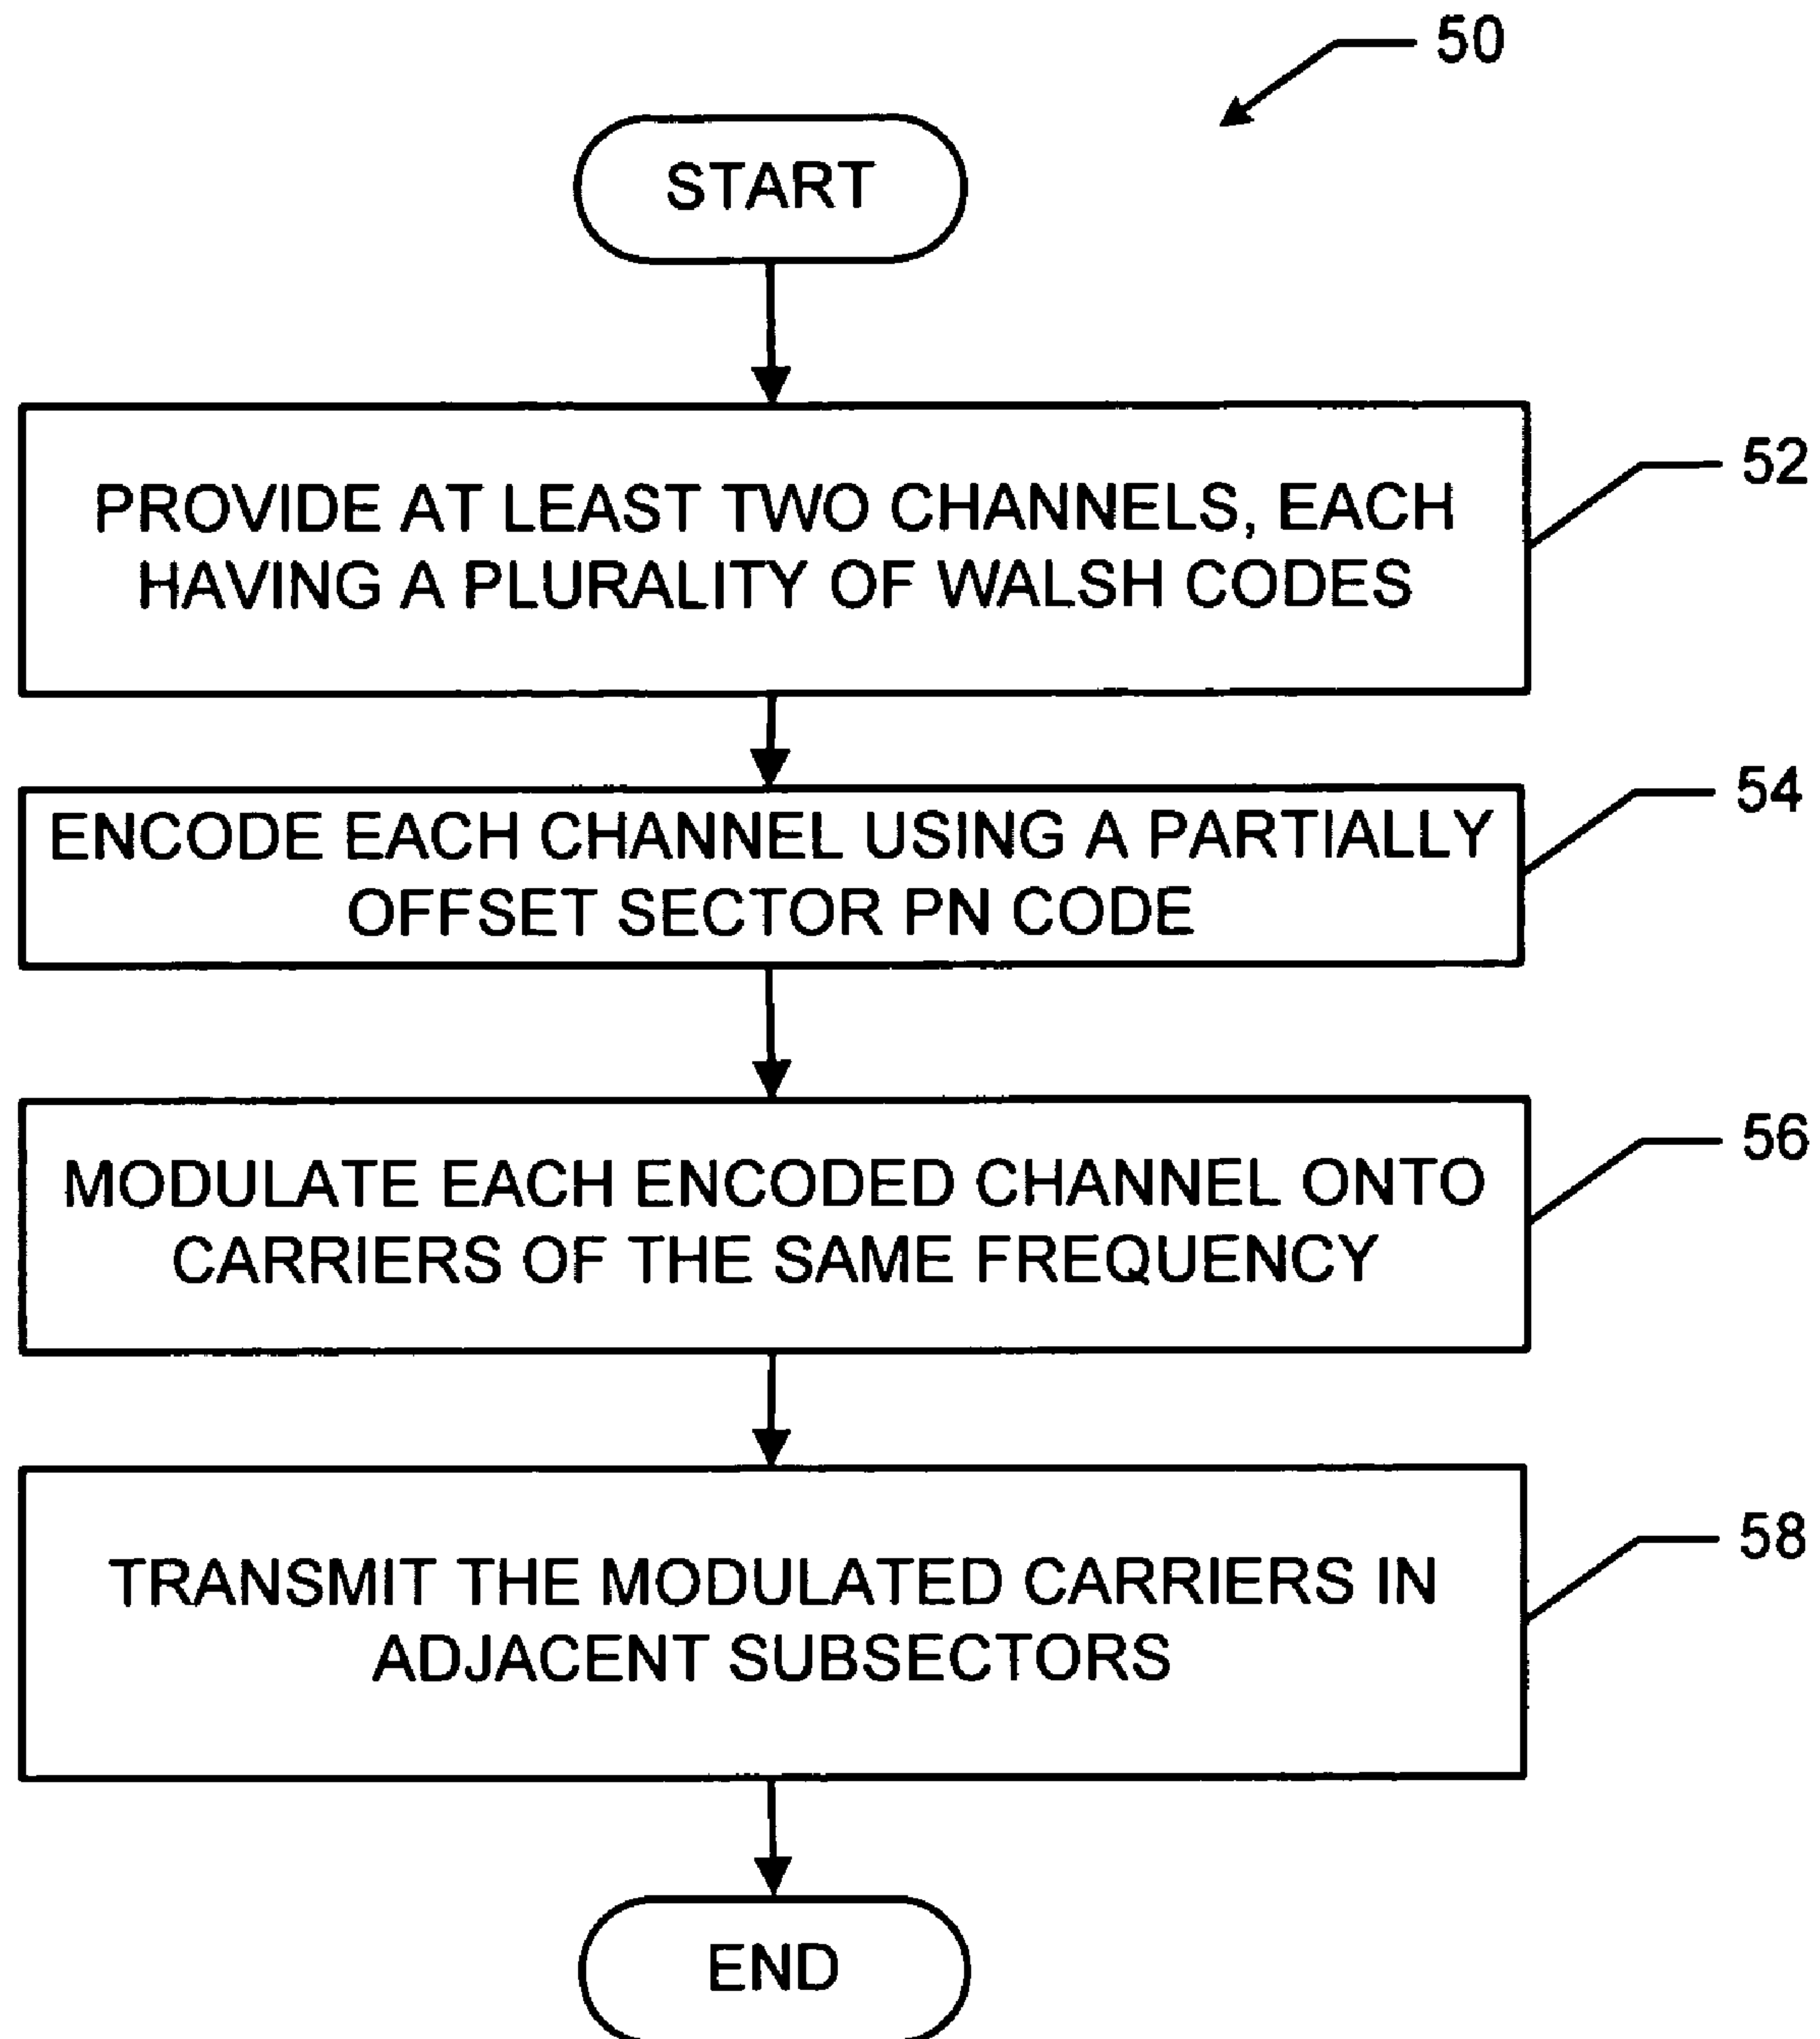 50
START
PROVIDE AT LEAST TWO CHANNELS, EACH
HAVING A PLURALITY OF WALSH CODES
52
ENCODE EACH CHANNEL USING A PARTIALLY
OFFSET SECTOR PN CODE
54
MODULATE EACH ENCODED CHANNEL ONTO
CARRIERS OF THE SAME FREQUENCY
56
TRANSMIT THE MODULATED CARRIERS IN
ADJACENT SUBSECTORS
58
END